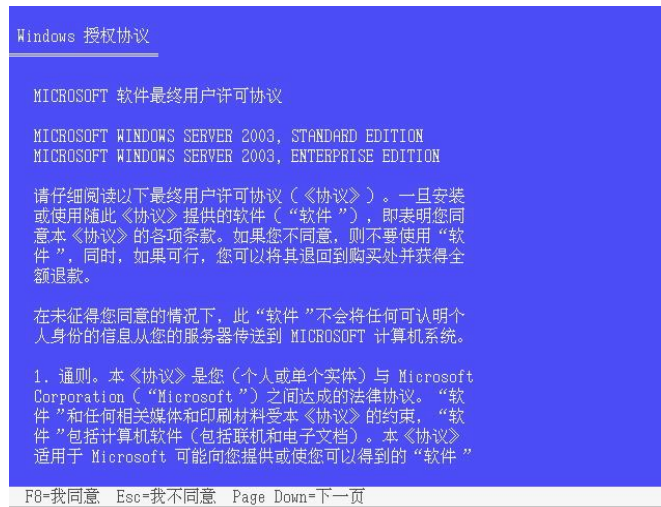 Windows 授权协议
MICROSOFT 软件最终用户许可协议
MICROSOFT WINDOWS SERVER 2003, STANDARD EDITION
MICROSOFT WINDOWS SERVER 2003, ENTERPRISE EDITION
请仔细阅读以下最终用户许可协议（《协议》）。一旦安装
或使用随此《协议》提供的软件（“软件”），即表明您同
意本《协议》的各项条款。如果您不同意，则不要使用“软
件”，同时，如果可行，您可以将其退回到购买处并获得全
额退款。
在未征得您同意的情况下，此“软件”不会将任何可认明个
人身份的信息从您的服务器传送到 MICROSOFT 计算机系统。
1. 通则。本《协议》是您（个人或单个实体）与 Microsoft
Corporation（“Microsoft”）之间达成的法律协议。“软
件”和任何相关媒体和印刷材料受本《协议》的约束，“软
件”包括计算机软件（包括联机和电子文档）。本《协议》
适用于 Microsoft 可能向您提供或使您可以得到的“软件”
F8=我同意 Esc=我不同意 Page Down=下一页